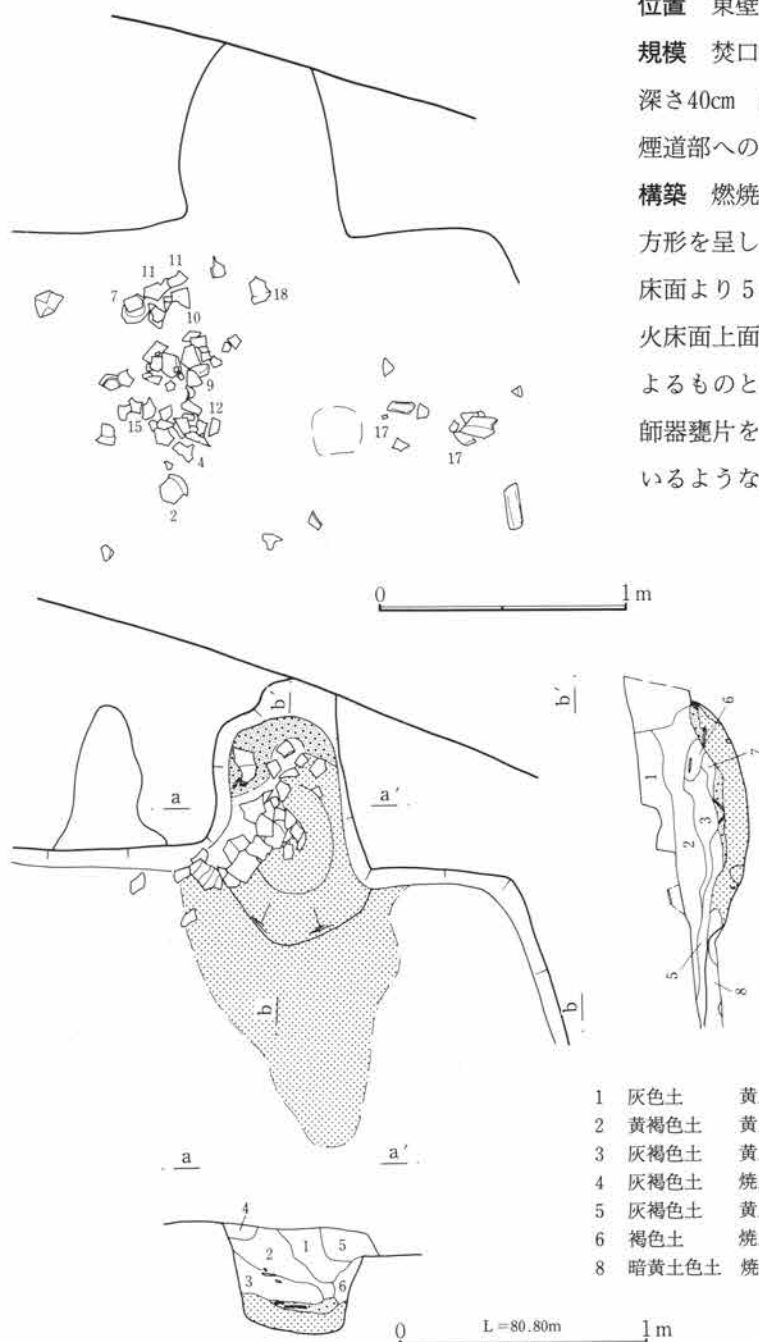 位置　東壁
規模　焚口
深さ40cm
煙道部への
構築　燃焼
方形を呈し
床面より5
火床面上面
よるものと
師器甕片を
いるような
11
11
7
18
10
9
12
15
17
4
17
2
0 1m
b′
b′
6
7
1
a a′
3
2
b b
5
8
1 灰色土 黄
2 黄褐色土 黄
3 灰褐色土 黄
4 灰褐色土 焼
5 灰褐色土 黄
6 褐色土 焼
8 暗黄土色土 焼
a a′
4
2 1 5
3 6
L=80.80m
0 1m